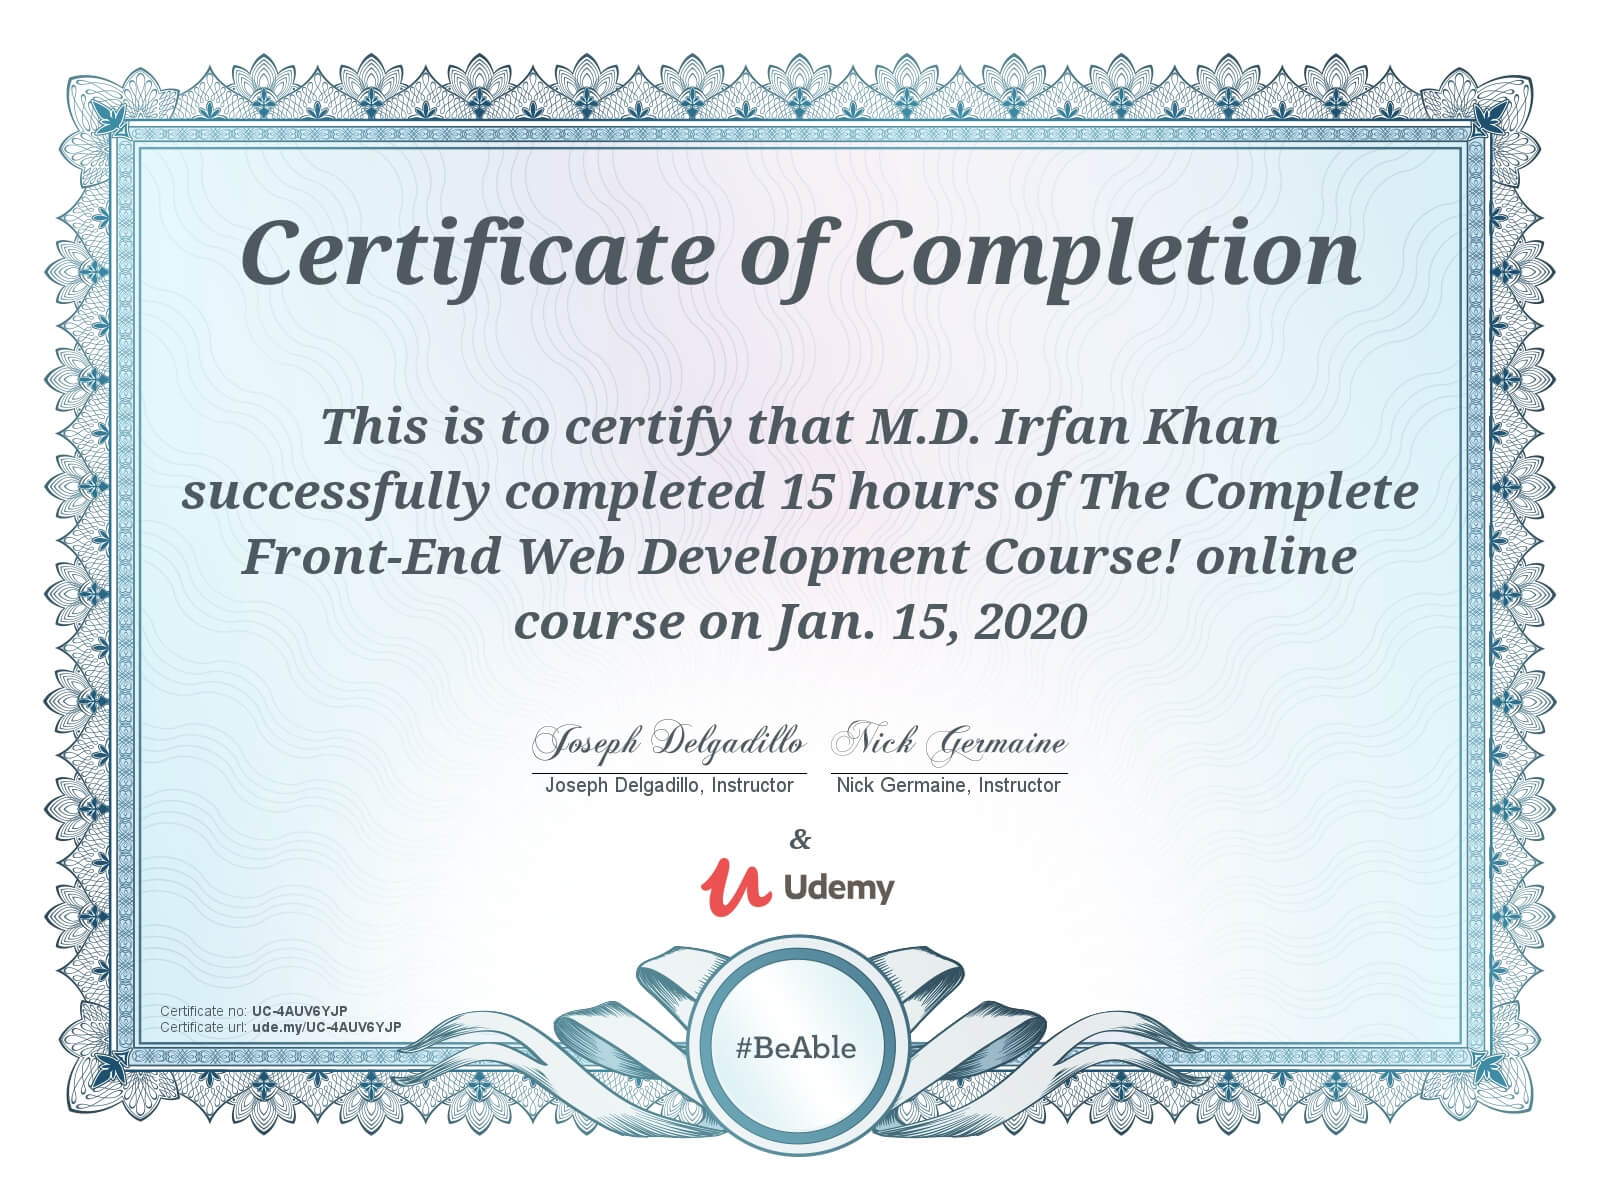 Certificate of Completion
This is to certify that M.D. Irfan Khan
successfully completed 15 hours of The Complete
Front-End Web Development Course! online
course on Jan. 15, 2020
Joseph Delgadillo Nick Germaine
Joseph Delgadillo, Instructor Nick Germaine, Instructor
&
Udemy
Certificate no: UC-4AUV6YJP
Certificate url: ude.my/UC-4AUV6YJP
#BeAble